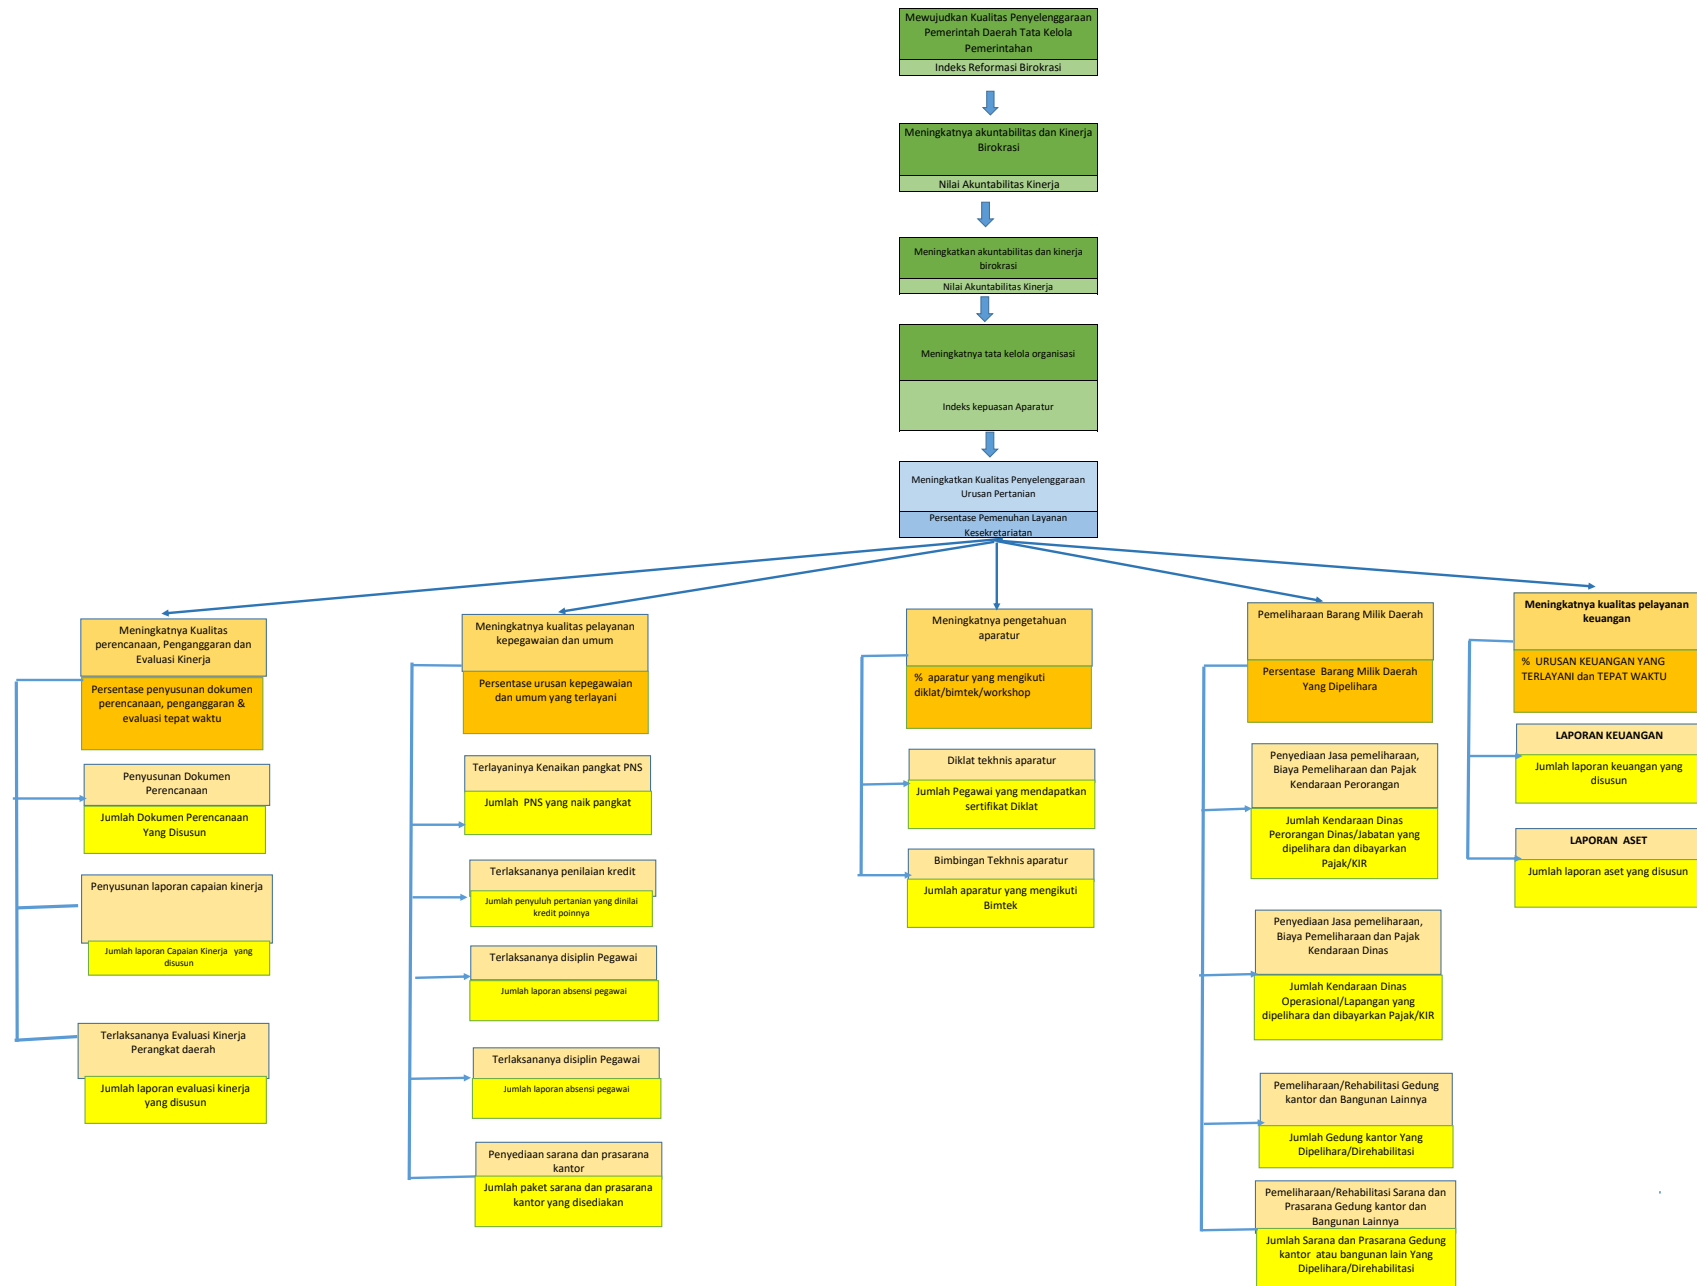 Mewujudkan Kualitas Penyelenggaraan
Pemerintah Daerah Tata Kelola
Pemerintahan
Indeks Reformasi Birokrasi
Meningkatnya akuntabilitas dan Kinerja
Birokrasi
Nilai Akuntabilitas Kinerja
Meningkatkan akuntabilitas dan kinerja
birokrasi
Nilai Akuntabilitas Kinerja
Meningkatnya tata kelola organisasi
Indeks kepuasan Aparatur
Meningkatkan Kualitas Penyelenggaraan
Urusan Pertanian
Persentase Pemenuhan Layanan
Kesekretariatan
Meningkatnya Kualitas
perencanaan, Penganggaran dan
Evaluasi Kinerja
Persentase penyusunan dokumen
perencanaan, penganggaran &
evaluasi tepat waktu
Penyusunan Dokumen
Perencanaan
Jumlah Dokumen Perencanaan
Yang Disusun
Penyusunan laporan capaian kinerja
Jumlah laporan Capaian Kinerja yang
disusun
Terlaksananya Evaluasi Kinerja
Perangkat daerah
Jumlah laporan evaluasi kinerja
yang disusun
Meningkatnya kualitas pelayanan
kepegawaian dan umum
Persentase urusan kepegawaian
dan umum yang terlayani
Terlayaninya Kenaikan pangkat PNS
Jumlah PNS yang naik pangkat
Terlaksananya penilaian kredit
Jumlah penyuluh pertanian yang dinilai
kredit poinnya
Terlaksananya disiplin Pegawai
Jumlah laporan absensi pegawai
Terlaksananya disiplin Pegawai
Jumlah laporan absensi pegawai
Penyediaan sarana dan prasarana
kantor
Jumlah paket sarana dan prasarana
kantor yang disediakan
Meningkatnya pengetahuan
aparatur
% aparatur yang mengikuti
diklat/bimtek/workshop
Diklat tekhnis aparatur
Jumlah Pegawai yang mendapatkan
sertifikat Diklat
Bimbingan Tekhnis aparatur
Jumlah aparatur yang mengikuti
Bimtek
Pemeliharaan Barang Milik Daerah
Persentase Barang Milik Daerah
Yang Dipelihara
Penyediaan Jasa pemeliharaan,
Biaya Pemeliharaan dan Pajak
Kendaraan Perorangan
Jumlah Kendaraan Dinas
Perorangan Dinas/Jabatan yang
dipelihara dan dibayarkan
Pajak/KIR
Penyediaan Jasa pemeliharaan,
Biaya Pemeliharaan dan Pajak
Kendaraan Dinas
Jumlah Kendaraan Dinas
Operasional/Lapangan yang
dipelihara dan dibayarkan Pajak/KIR
Pemeliharaan/Rehabilitasi Gedung
kantor dan Bangunan Lainnya
Jumlah Gedung kantor Yang
Dipelihara/Direhabilitasi
Pemeliharaan/Rehabilitasi Sarana dan
Prasarana Gedung kantor dan
Bangunan Lainnya
Jumlah Sarana dan Prasarana Gedung
kantor atau bangunan lain Yang
Dipelihara/Direhabilitasi
Meningkatnya kualitas pelayanan
keuangan
% URUSAN KEUANGAN YANG
TERLAYANI dan TEPAT WAKTU
LAPORAN KEUANGAN
Jumlah laporan keuangan yang
disusun
LAPORAN ASET
Jumlah laporan aset yang disusun